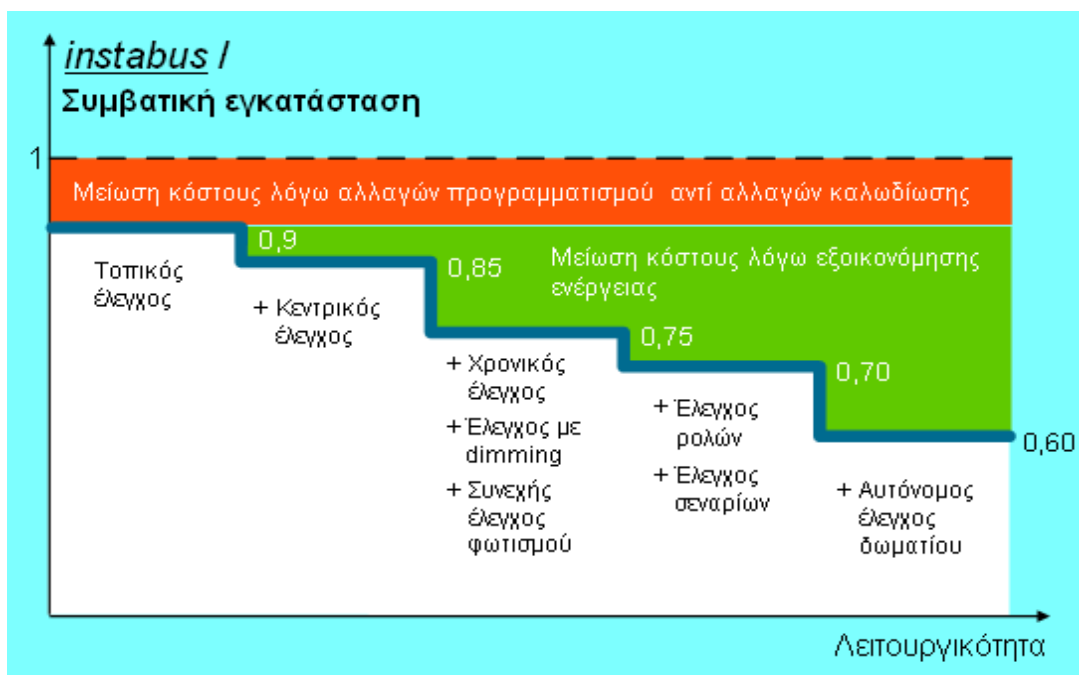 instabus /
Συμβατική εγκατάσταση
1
Μείωση κόστους λόγω αλλαγών προγραμματισμού αντί αλλαγών καλωδίωσης
0,9
Τοπικός
έλεγχος
+ Κεντρικός
έλεγχος
0,85
Μείωση κόστους λόγω εξοικονόμησης
ενέργειας
+ Χρονικός
έλεγχος
+ Έλεγχος με
dimming
+ Συνεχής
έλεγχος
φωτισμού
0,75
+ Έλεγχος
ρολών
+ Έλεγχος
σεναρίων
0,70
+ Αυτόνομος
έλεγχος
δωματίου
0,60
Λειτουργικότητα